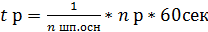 t р = 1/n шп.осн * n р * 60сек